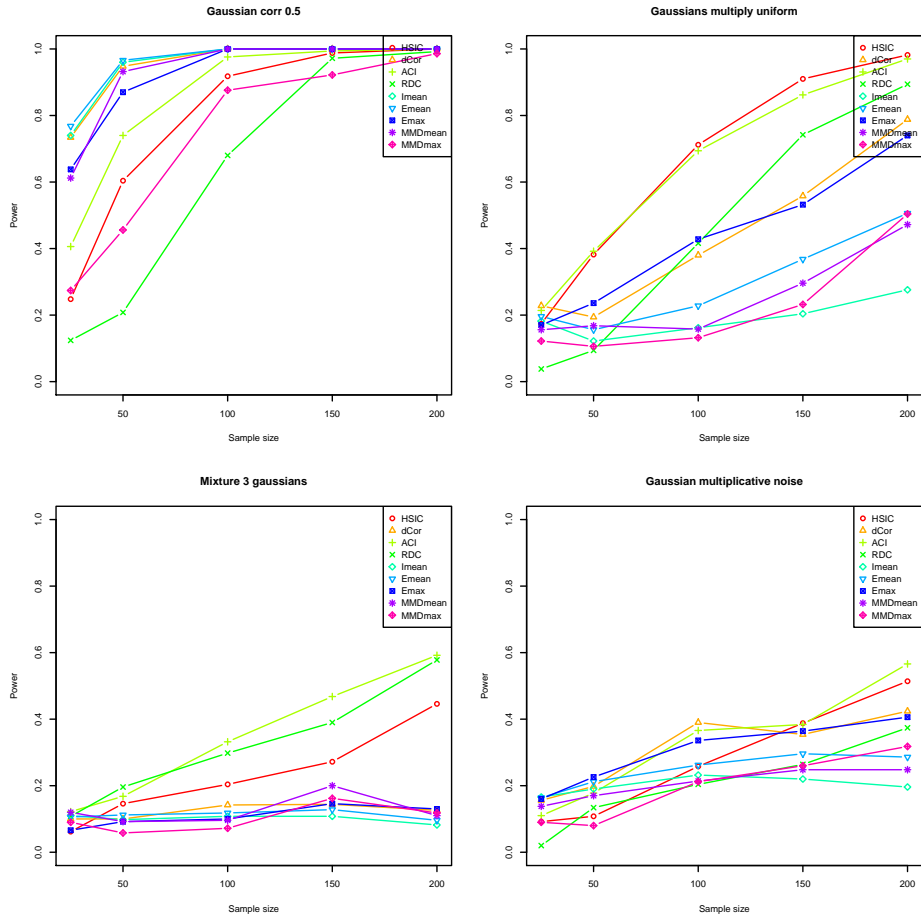 Gaussian corr 0.5
Power
0.0
0.2
0.4
0.6
0.8
1.0
50
100
150
200
Sample size
HSIC
dCor
ACI
RDC
Imean
Emean
Emax
MMDmean
MMDmax
Gaussians multiply uniform
Power
0.0
0.2
0.4
0.6
0.8
1.0
50
100
150
200
Sample size
HSIC
dCor
ACI
RDC
Imean
Emean
Emax
MMDmean
MMDmax
Mixture 3 gaussians
Power
0.0
0.2
0.4
0.6
0.8
1.0
50
100
150
200
Sample size
HSIC
dCor
ACI
RDC
Imean
Emean
Emax
MMDmean
MMDmax
Gaussian multiplicative noise
Power
0.0
0.2
0.4
0.6
0.8
1.0
50
100
150
200
Sample size
HSIC
dCor
ACI
RDC
Imean
Emean
Emax
MMDmean
MMDmax